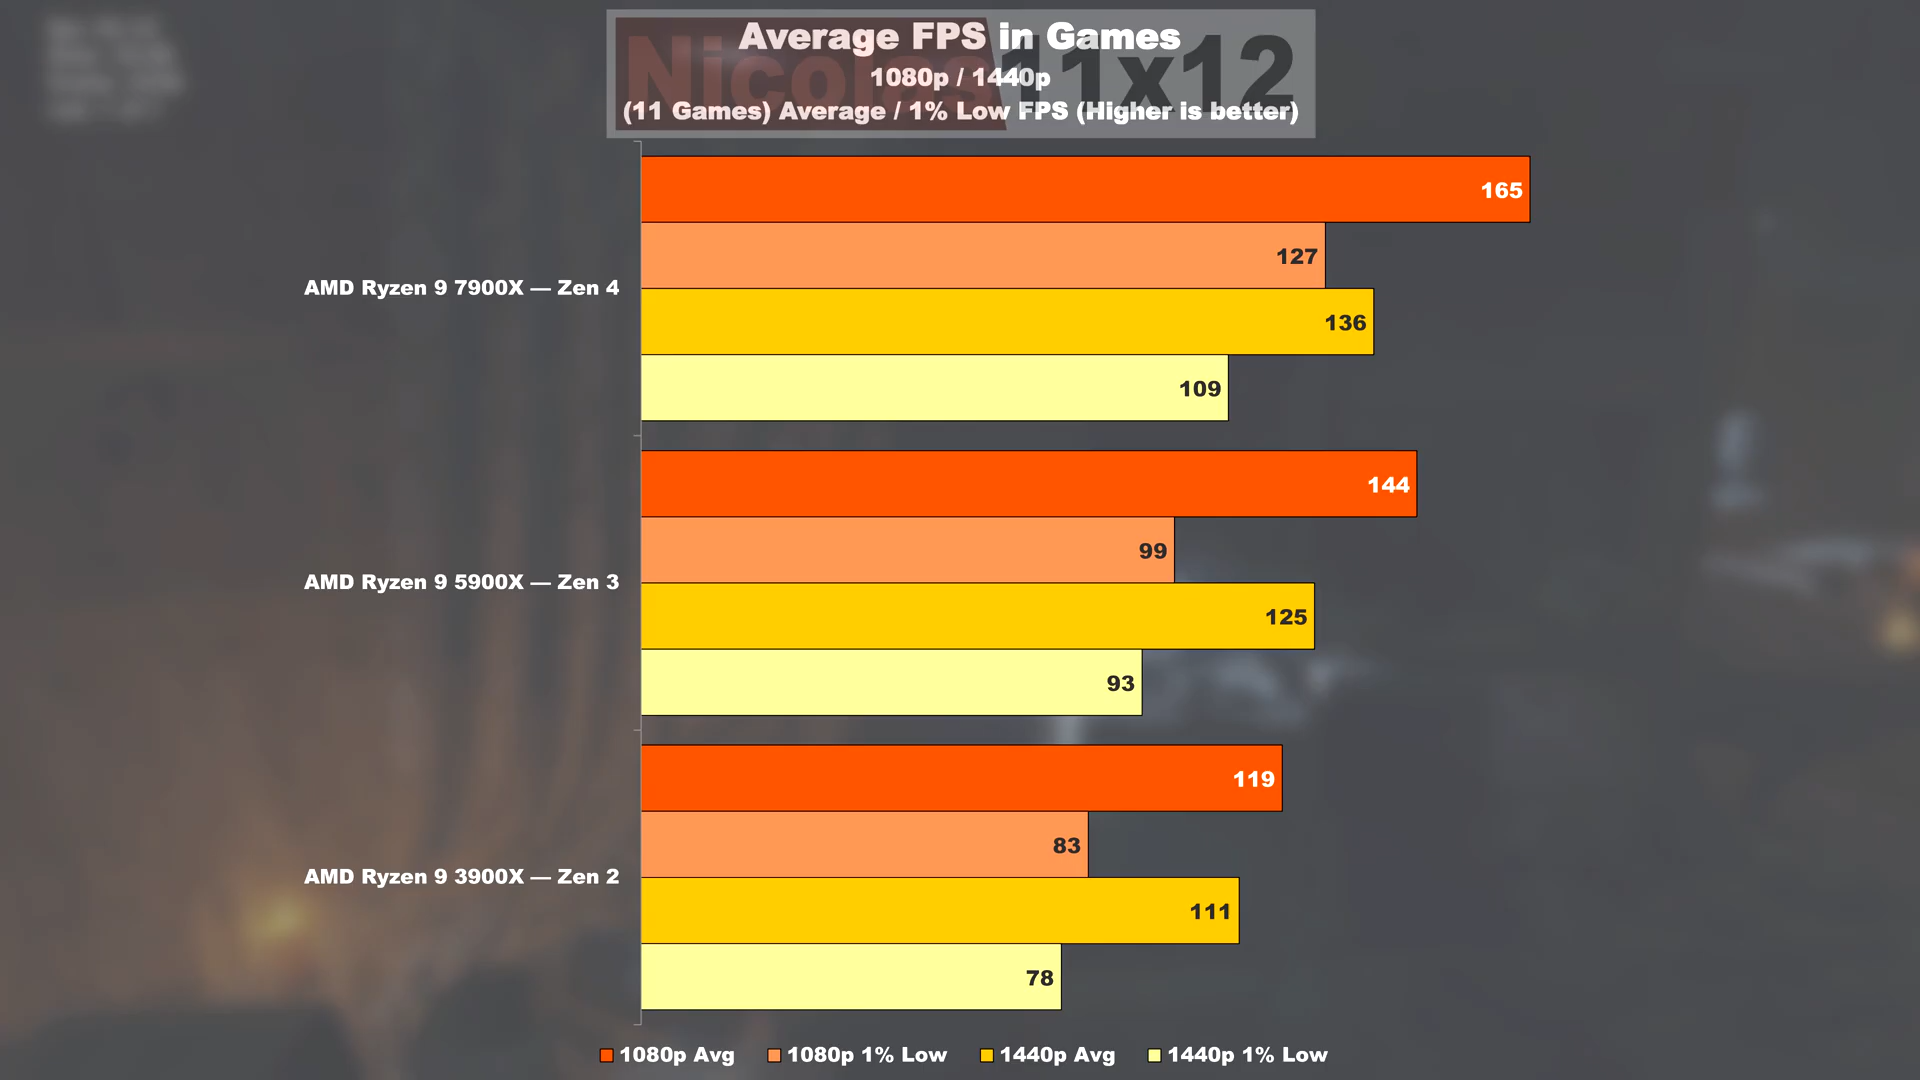 Nicolas11x12
Average FPS in Games
1080p / 1440p
(11 Games) Average / 1% Low FPS (Higher is better)
AMD Ryzen 9 7900X — Zen 4
165
127
136
109
AMD Ryzen 9 5900X — Zen 3
144
99
125
93
AMD Ryzen 9 3900X — Zen 2
119
83
111
78
1080p Avg
1080p 1% Low
1440p Avg
1440p 1% Low